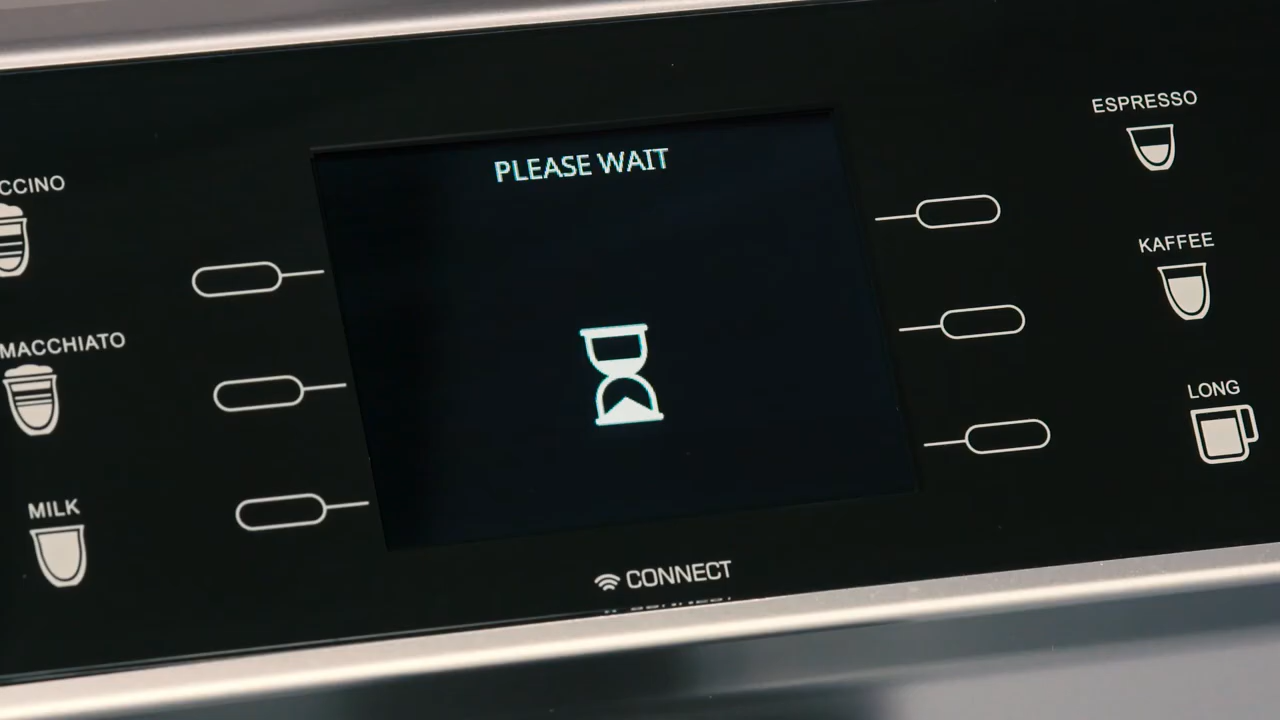 PLEASE WAIT
CCINO
MACCHIATO
MILK
ESPRESSO
KAFFEE
LONG
CONNECT